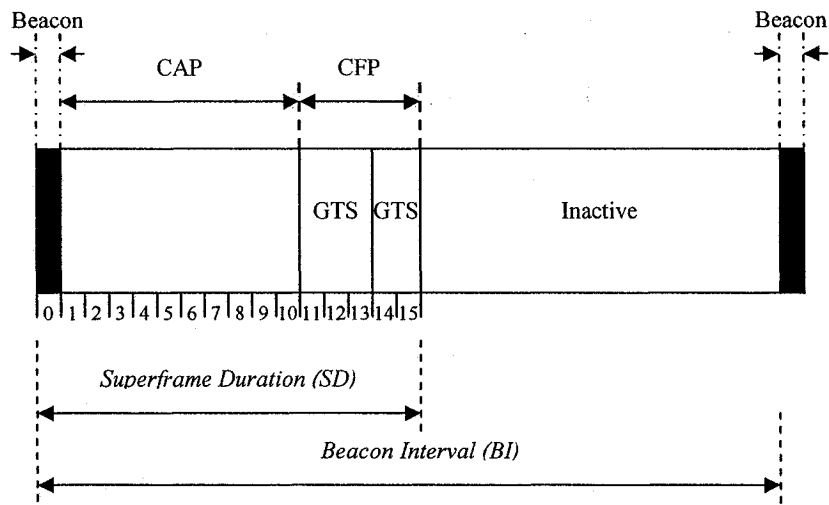 Beacon
Beacon
CAP
CFP
GTS
GTS
Inactive
0 1 2 3 4 5 6 7 8 9 10 11 12 13 14 15
Superframe Duration (SD)
Beacon Interval (BI)